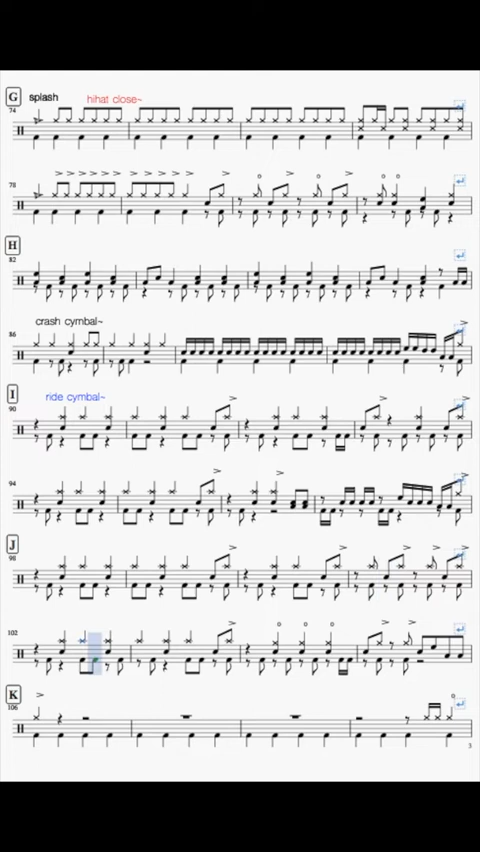 G splash hihat close~
74
78
H
82
crash cymbal~
86
I ride cymbal~
90
94
J
98
102
K
106
3